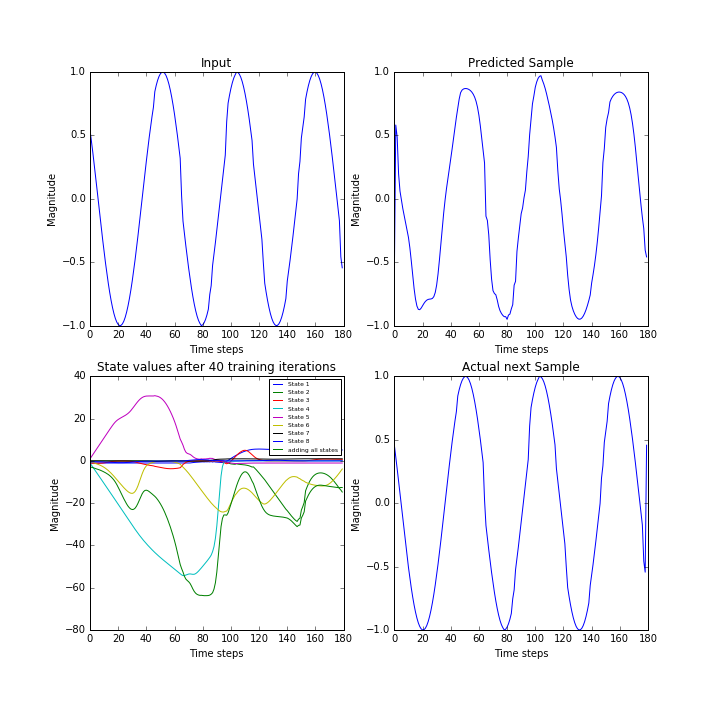 Input
Magnitude
1.0
0.5
0.0
−0.5
−1.0
0 20 40 60 80 100 120 140 160 180
Time steps
Predicted Sample
Magnitude
1.0
0.5
0.0
−0.5
−1.0
0 20 40 60 80 100 120 140 160 180
Time steps
State values after 40 training iterations
Magnitude
40
20
0
−20
−40
−60
−80
0 20 40 60 80 100 120 140 160 180
Time steps
State 1
State 2
State 3
State 4
State 5
State 6
State 7
State 8
adding all states
Actual next Sample
Magnitude
1.0
0.5
0.0
−0.5
−1.0
0 20 40 60 80 100 120 140 160 180
Time steps